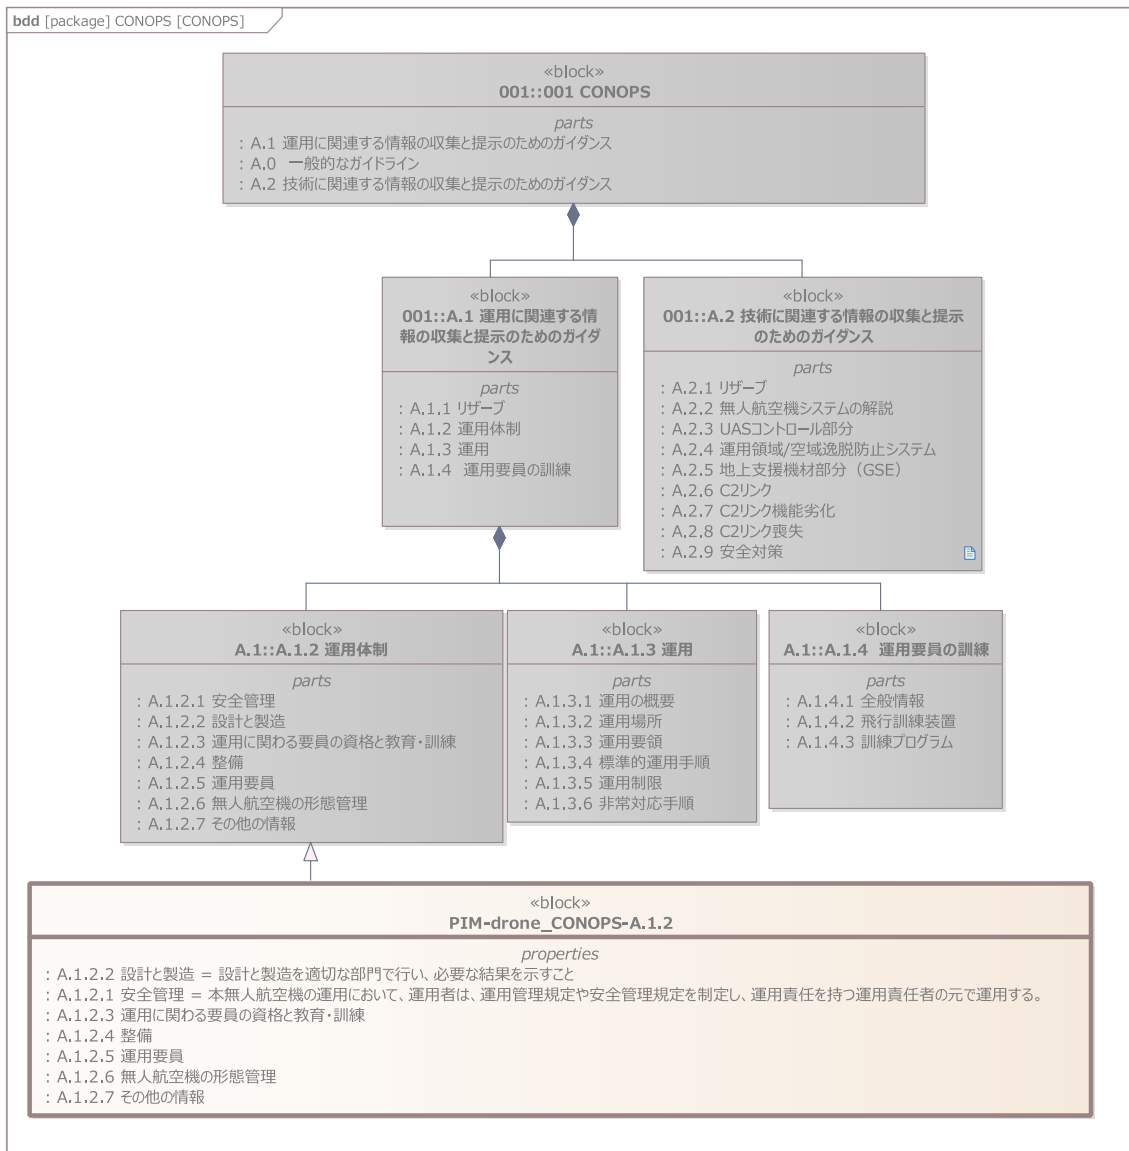 bdd [package] CONOPS [CONOPS]
«block»
001::001 CONOPS
parts
: A.1 運用に関連する情報の収集と提示のためのガイダンス
: A.0 一般的なガイドライン
: A.2 技術に関連する情報の収集と提示のためのガイダンス
«block»
001::A.1 運用に関連する情
報の収集と提示のためのガイダ
ンス
parts
: A.1.1 リザーブ
: A.1.2 運用体制
: A.1.3 運用
: A.1.4 運用要員の訓練
«block»
001::A.2 技術に関連する情報の収集と提示
のためのガイダンス
parts
: A.2.1 リザーブ
: A.2.2 無人航空機システムの解説
: A.2.3 UASコントロール部分
: A.2.4 運用領域/空域逸脱防止システム
: A.2.5 地上支援機材部分（GSE）
: A.2.6 C2リンク
: A.2.7 C2リンク機能劣化
: A.2.8 C2リンク喪失
: A.2.9 安全対策
«block»
A.1::A.1.2 運用体制
parts
: A.1.2.1 安全管理
: A.1.2.2 設計と製造
: A.1.2.3 運用に関わる要員の資格と教育・訓練
: A.1.2.4 整備
: A.1.2.5 運用要員
: A.1.2.6 無人航空機の形態管理
: A.1.2.7 その他の情報
«block»
A.1::A.1.3 運用
parts
: A.1.3.1 運用の概要
: A.1.3.2 運用場所
: A.1.3.3 運用要領
: A.1.3.4 標準的運用手順
: A.1.3.5 運用制限
: A.1.3.6 非常対応手順
«block»
A.1::A.1.4 運用要員の訓練
parts
: A.1.4.1 全般情報
: A.1.4.2 飛行訓練装置
: A.1.4.3 訓練プログラム
«block»
PIM-drone_CONOPS-A.1.2
properties
: A.1.2.2 設計と製造 = 設計と製造を適切な部門で行い、必要な結果を示すこと
: A.1.2.1 安全管理 = 本無人航空機の運用において、運用者は、運用管理規定や安全管理規定を制定し、運用責任を持つ運用責任者の元で運用する。
: A.1.2.3 運用に関わる要員の資格と教育・訓練
: A.1.2.4 整備
: A.1.2.5 運用要員
: A.1.2.6 無人航空機の形態管理
: A.1.2.7 その他の情報